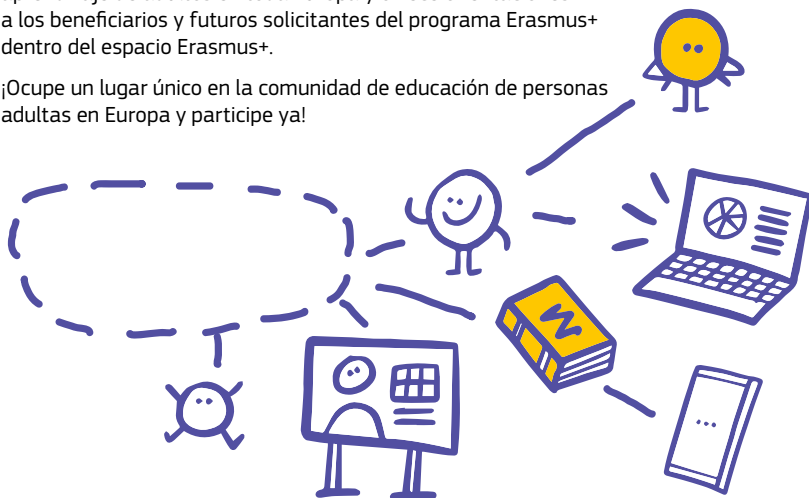 a los beneficiarios y futuros solicitantes del programa Erasmus+
dentro del espacio Erasmus+.
¡Ocupe un lugar único en la comunidad de educación de personas
adultas en Europa y participe ya!